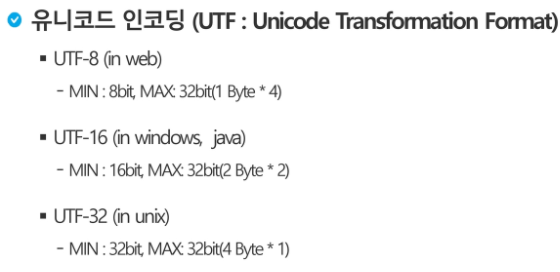 유니코드 인코딩 (UTF : Unicode Transformation Format)
▪ UTF-8 (in web)
– MIN : 8bit, MAX: 32bit(1 Byte * 4)
▪ UTF-16 (in windows, java)
– MIN : 16bit, MAX: 32bit(2 Byte * 2)
▪ UTF-32 (in unix)
– MIN : 32bit, MAX: 32bit(4 Byte * 1)